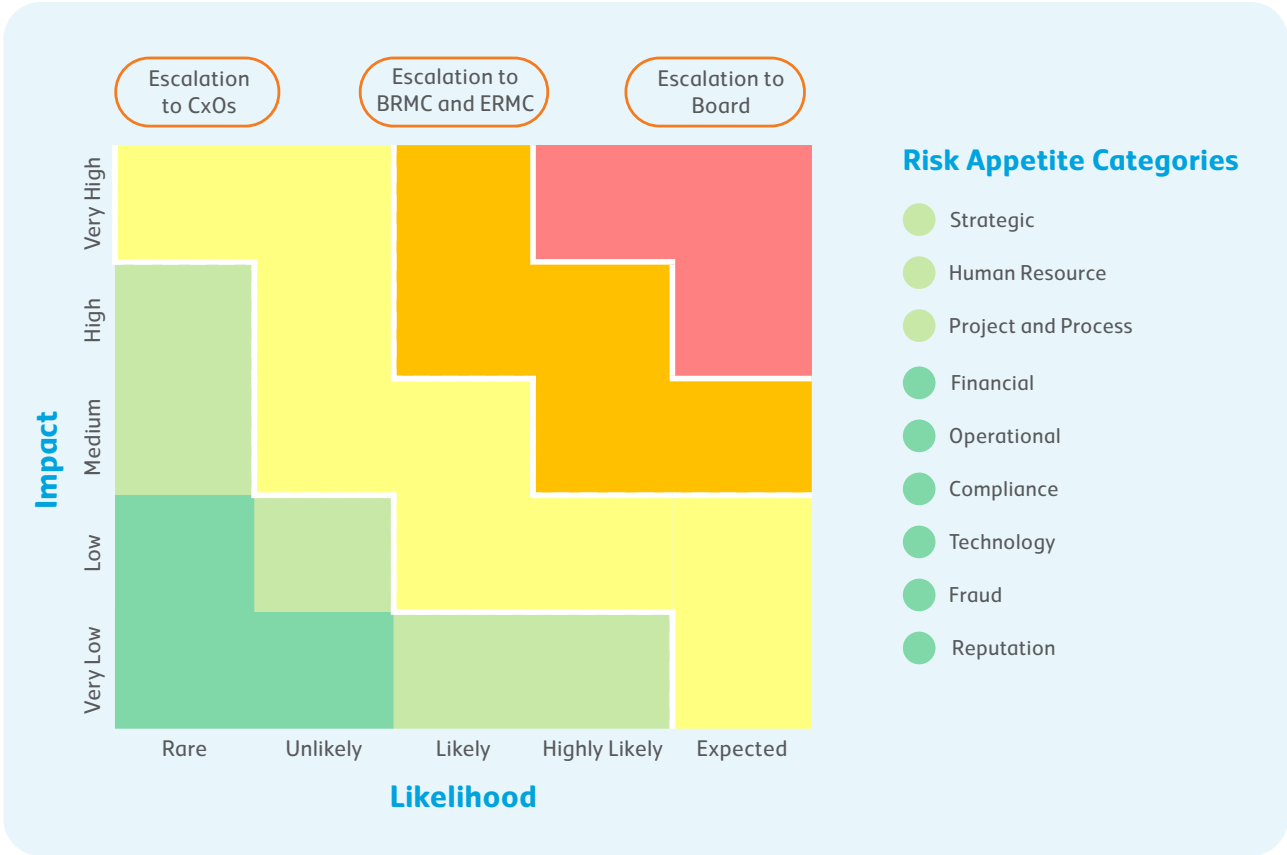 Escalation
to CxOs
Escalation to
BRMC and ERMC
Escalation to
Board
Very High
High
Medium
Low
Very Low
Impact
Rare
Unlikely
Likely
Highly Likely
Expected
Likelihood
Risk Appetite Categories
Strategic
Human Resource
Project and Process
Financial
Operational
Compliance
Technology
Fraud
Reputation